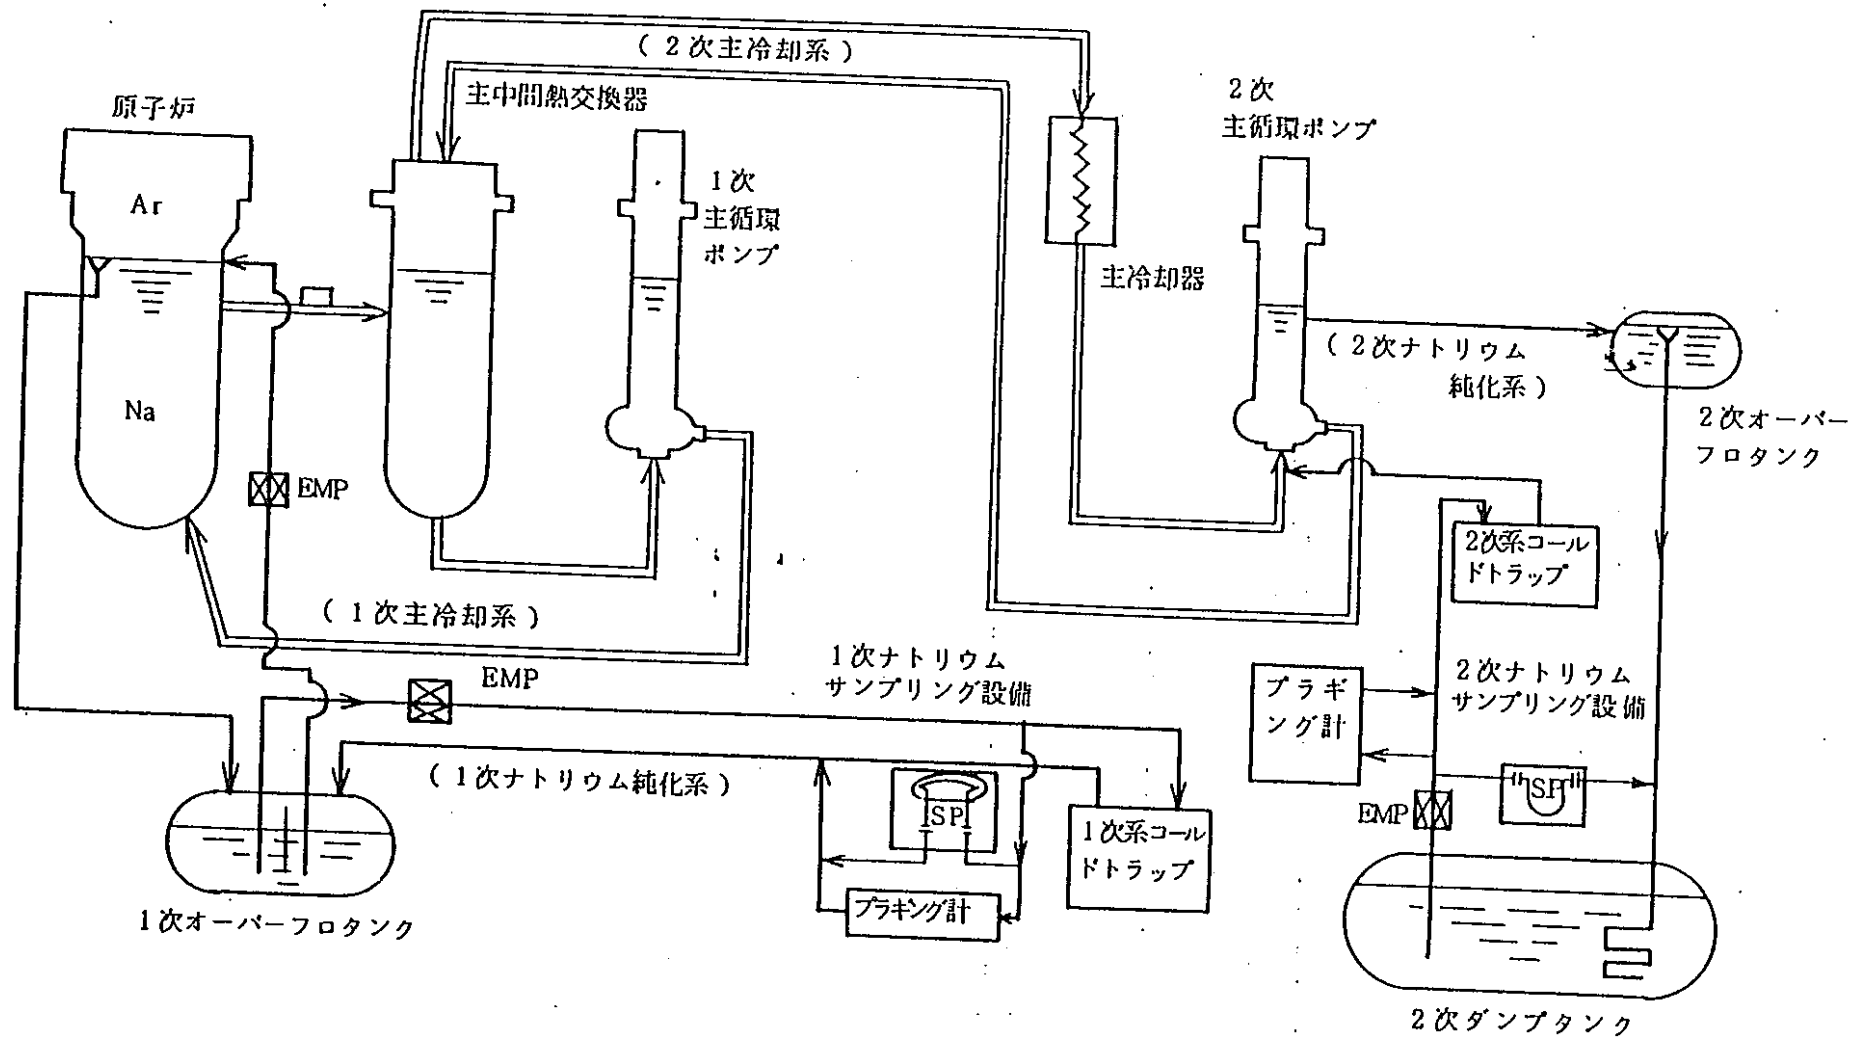 ( 2次主冷却系 )
原子炉
主中間熱交換器
2次
主循環ポンプ
Ar
1次
主循環
ポンプ
主冷却器
( 2次ナトリウム
純化系 )
Na
2次オーバー
フロタンク
EMP
2次系コール
ドトラップ
( 1次主冷却系 )
EMP
1次ナトリウム
サンプリング設備
プラギ
ング計
2次ナトリウム
サンプリング設備
( 1次ナトリウム純化系 )
SP
SP
EMP
1次系コール
ドトラップ
プラギング計
1次オーバーフロタンク
2次ダンプタンク